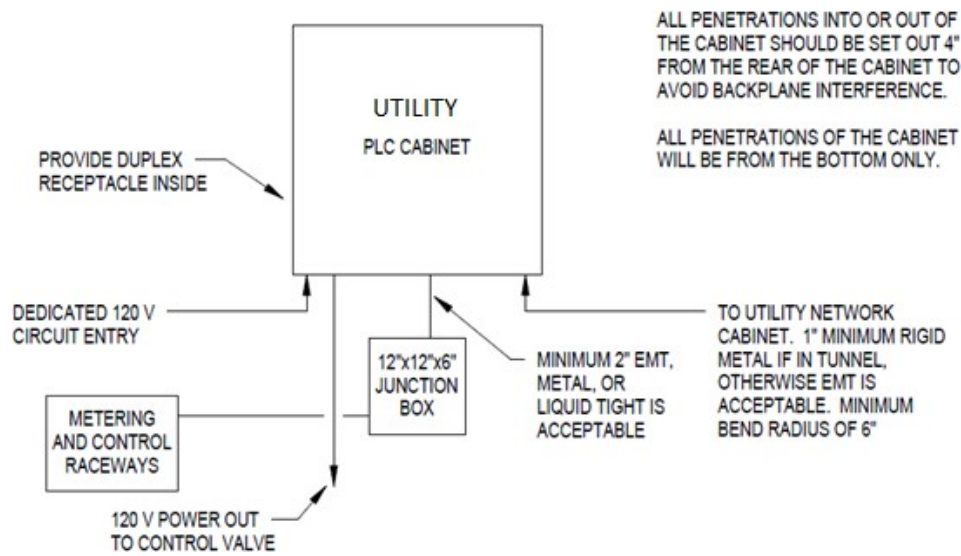 ALL PENETRATIONS INTO OR OUT OF
THE CABINET SHOULD BE SET OUT 4"
FROM THE REAR OF THE CABINET TO
AVOID BACKPLANE INTERFERENCE.
ALL PENETRATIONS OF THE CABINET
WILL BE FROM THE BOTTOM ONLY.
UTILITY
PLC CABINET
PROVIDE DUPLEX
RECEPTACLE INSIDE
DEDICATED 120 V
CIRCUIT ENTRY
12"x12"x6"
JUNCTION
BOX
MINIMUM 2" EMT,
METAL, OR
LIQUID TIGHT IS
ACCEPTABLE
TO UTILITY NETWORK
CABINET. 1" MINIMUM RIGID
METAL IF IN TUNNEL,
OTHERWISE EMT IS
ACCEPTABLE. MINIMUM
BEND RADIUS OF 6"
METERING
AND CONTROL
RACEWAYS
120 V POWER OUT
TO CONTROL VALVE